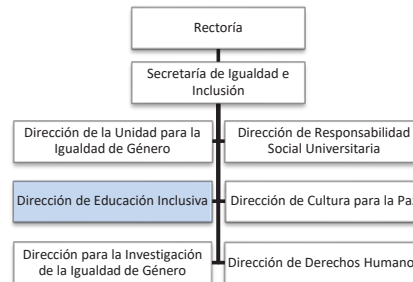 Rectoría
Secretaría de Igualdad e
Inclusión
Dirección de la Unidad para la
Igualdad de Género
Dirección de Responsabilidad
Social Universitaria
Dirección de Educación Inclusiva
Dirección de Cultura para la Paz
Dirección para la Investigación
de la Igualdad de Género
Dirección de Derechos Humano